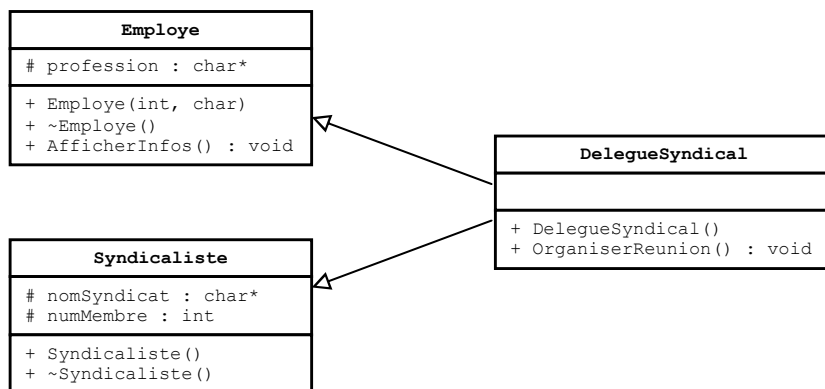 Employe
# profession : char*
+ Employe(int, char)
+ ~Employe()
+ AfficherInfos() : void
DelegueSyndical
+ DelegueSyndical()
+ OrganiserReunion() : void
Syndicaliste
# nomSyndicat : char*
# numMembre : int
+ Syndicaliste()
+ ~Syndicaliste()